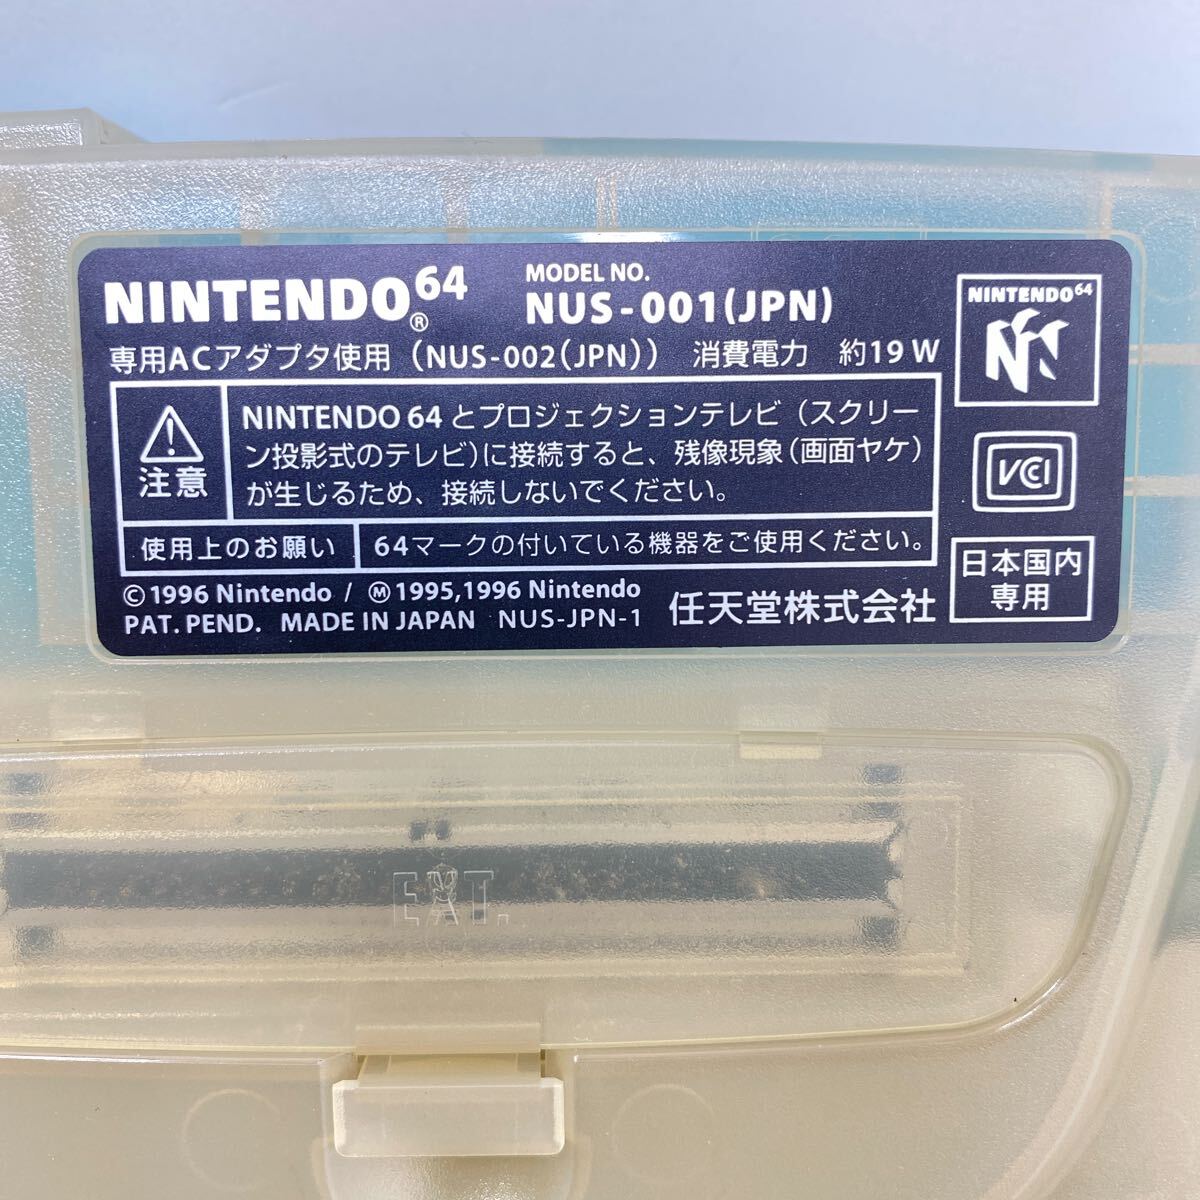 NINTENDO64®
MODEL NO.
NUS-001(JPN)
専用ACアダプタ使用（NUS-002(JPN)） 消費電力 約19W
注意
NINTENDO 64 とプロジェクションテレビ（スクリー
ン投影式のテレビ)に接続すると、残像現象（画面ヤケ）
が生じるため、接続しないでください。
使用上のお願い
64マークの付いている機器をご使用ください。
© 1996 Nintendo / Ⓜ 1995,1996 Nintendo
PAT. PEND. MADE IN JAPAN NUS-JPN-1
任天堂株式会社
NINTENDO64
VCCI
日本国内
専用
EXT.